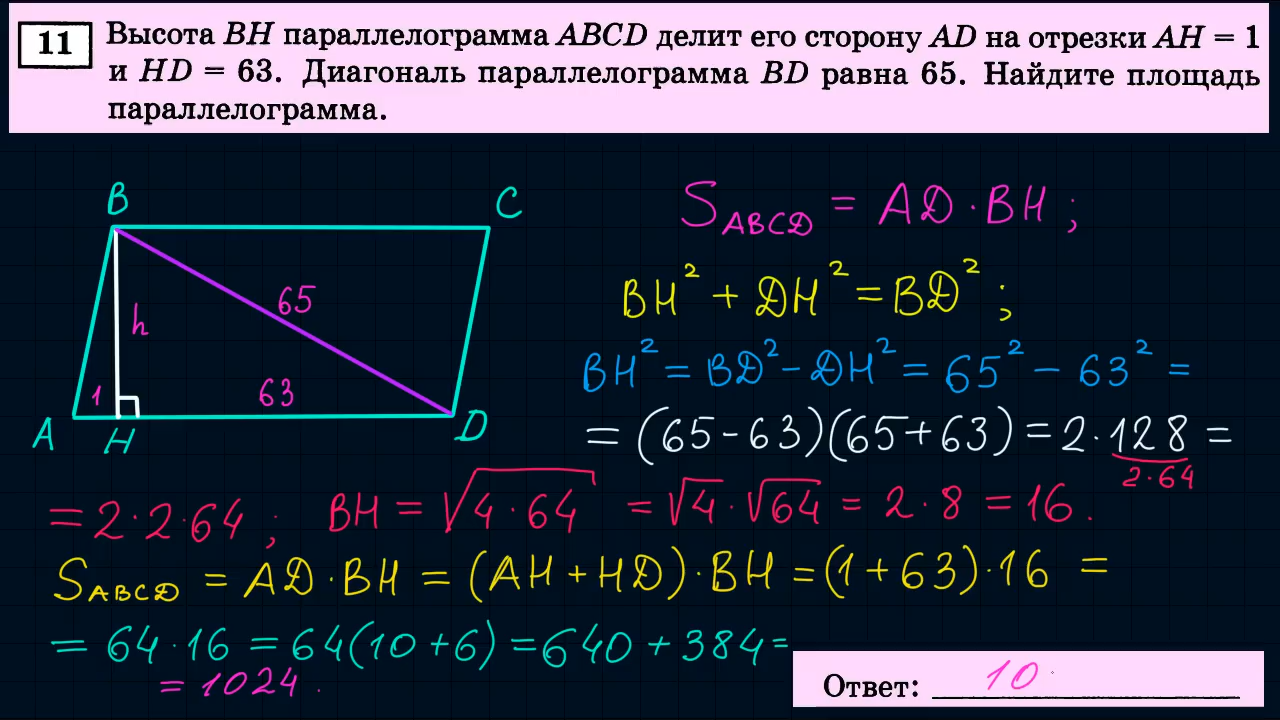 11
Высота BH параллелограмма ABCD делит его сторону AD на отрезки AH = 1
и HD = 63. Диагональ параллелограмма BD равна 65. Найдите площадь
параллелограмма.
B
C
65
h
1
63
A
H
D
S_ABCD = AD · BH ;
BH² + DH² = BD² ;
BH² = BD² – DH² = 65² – 63² =
= (65–63)(65+63) = 2·128 =
2·64
= 2·2·64 ; BH = √(4·64) = √4 · √64 = 2·8 = 16.
S_ABCD = AD·BH = (AH+HD)·BH = (1+63)·16 =
= 64·16 = 64(10+6) = 640 + 384 =
= 1024.
Ответ: 10